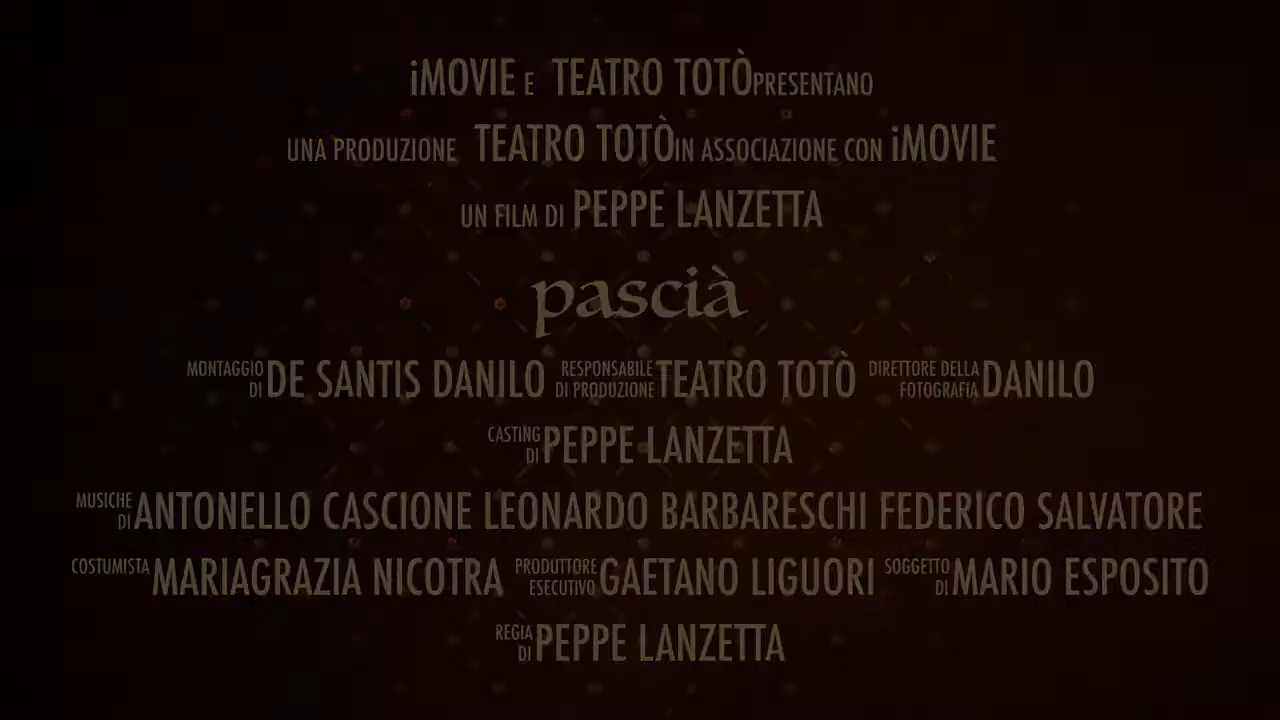 iMOVIE E TEATRO TOTÒ PRESENTANO
UNA PRODUZIONE TEATRO TOTÒ IN ASSOCIAZIONE CON iMOVIE
UN FILM DI PEPPE LANZETTA
pascià
MONTAGGIO DI DE SANTIS DANILO RESPONSABILE DI PRODUZIONE TEATRO TOTÒ DIRETTORE DELLA FOTOGRAFIA DANILO
CASTING DI PEPPE LANZETTA
MUSICHE DI ANTONELLO CASCIONE LEONARDO BARBARESCHI FEDERICO SALVATORE
COSTUMISTA MARIAGRAZIA NICOTRA PRODUTTORE ESECUTIVO GAETANO LIGUORI SOGGETTO DI MARIO ESPOSITO
REGIA DI PEPPE LANZETTA